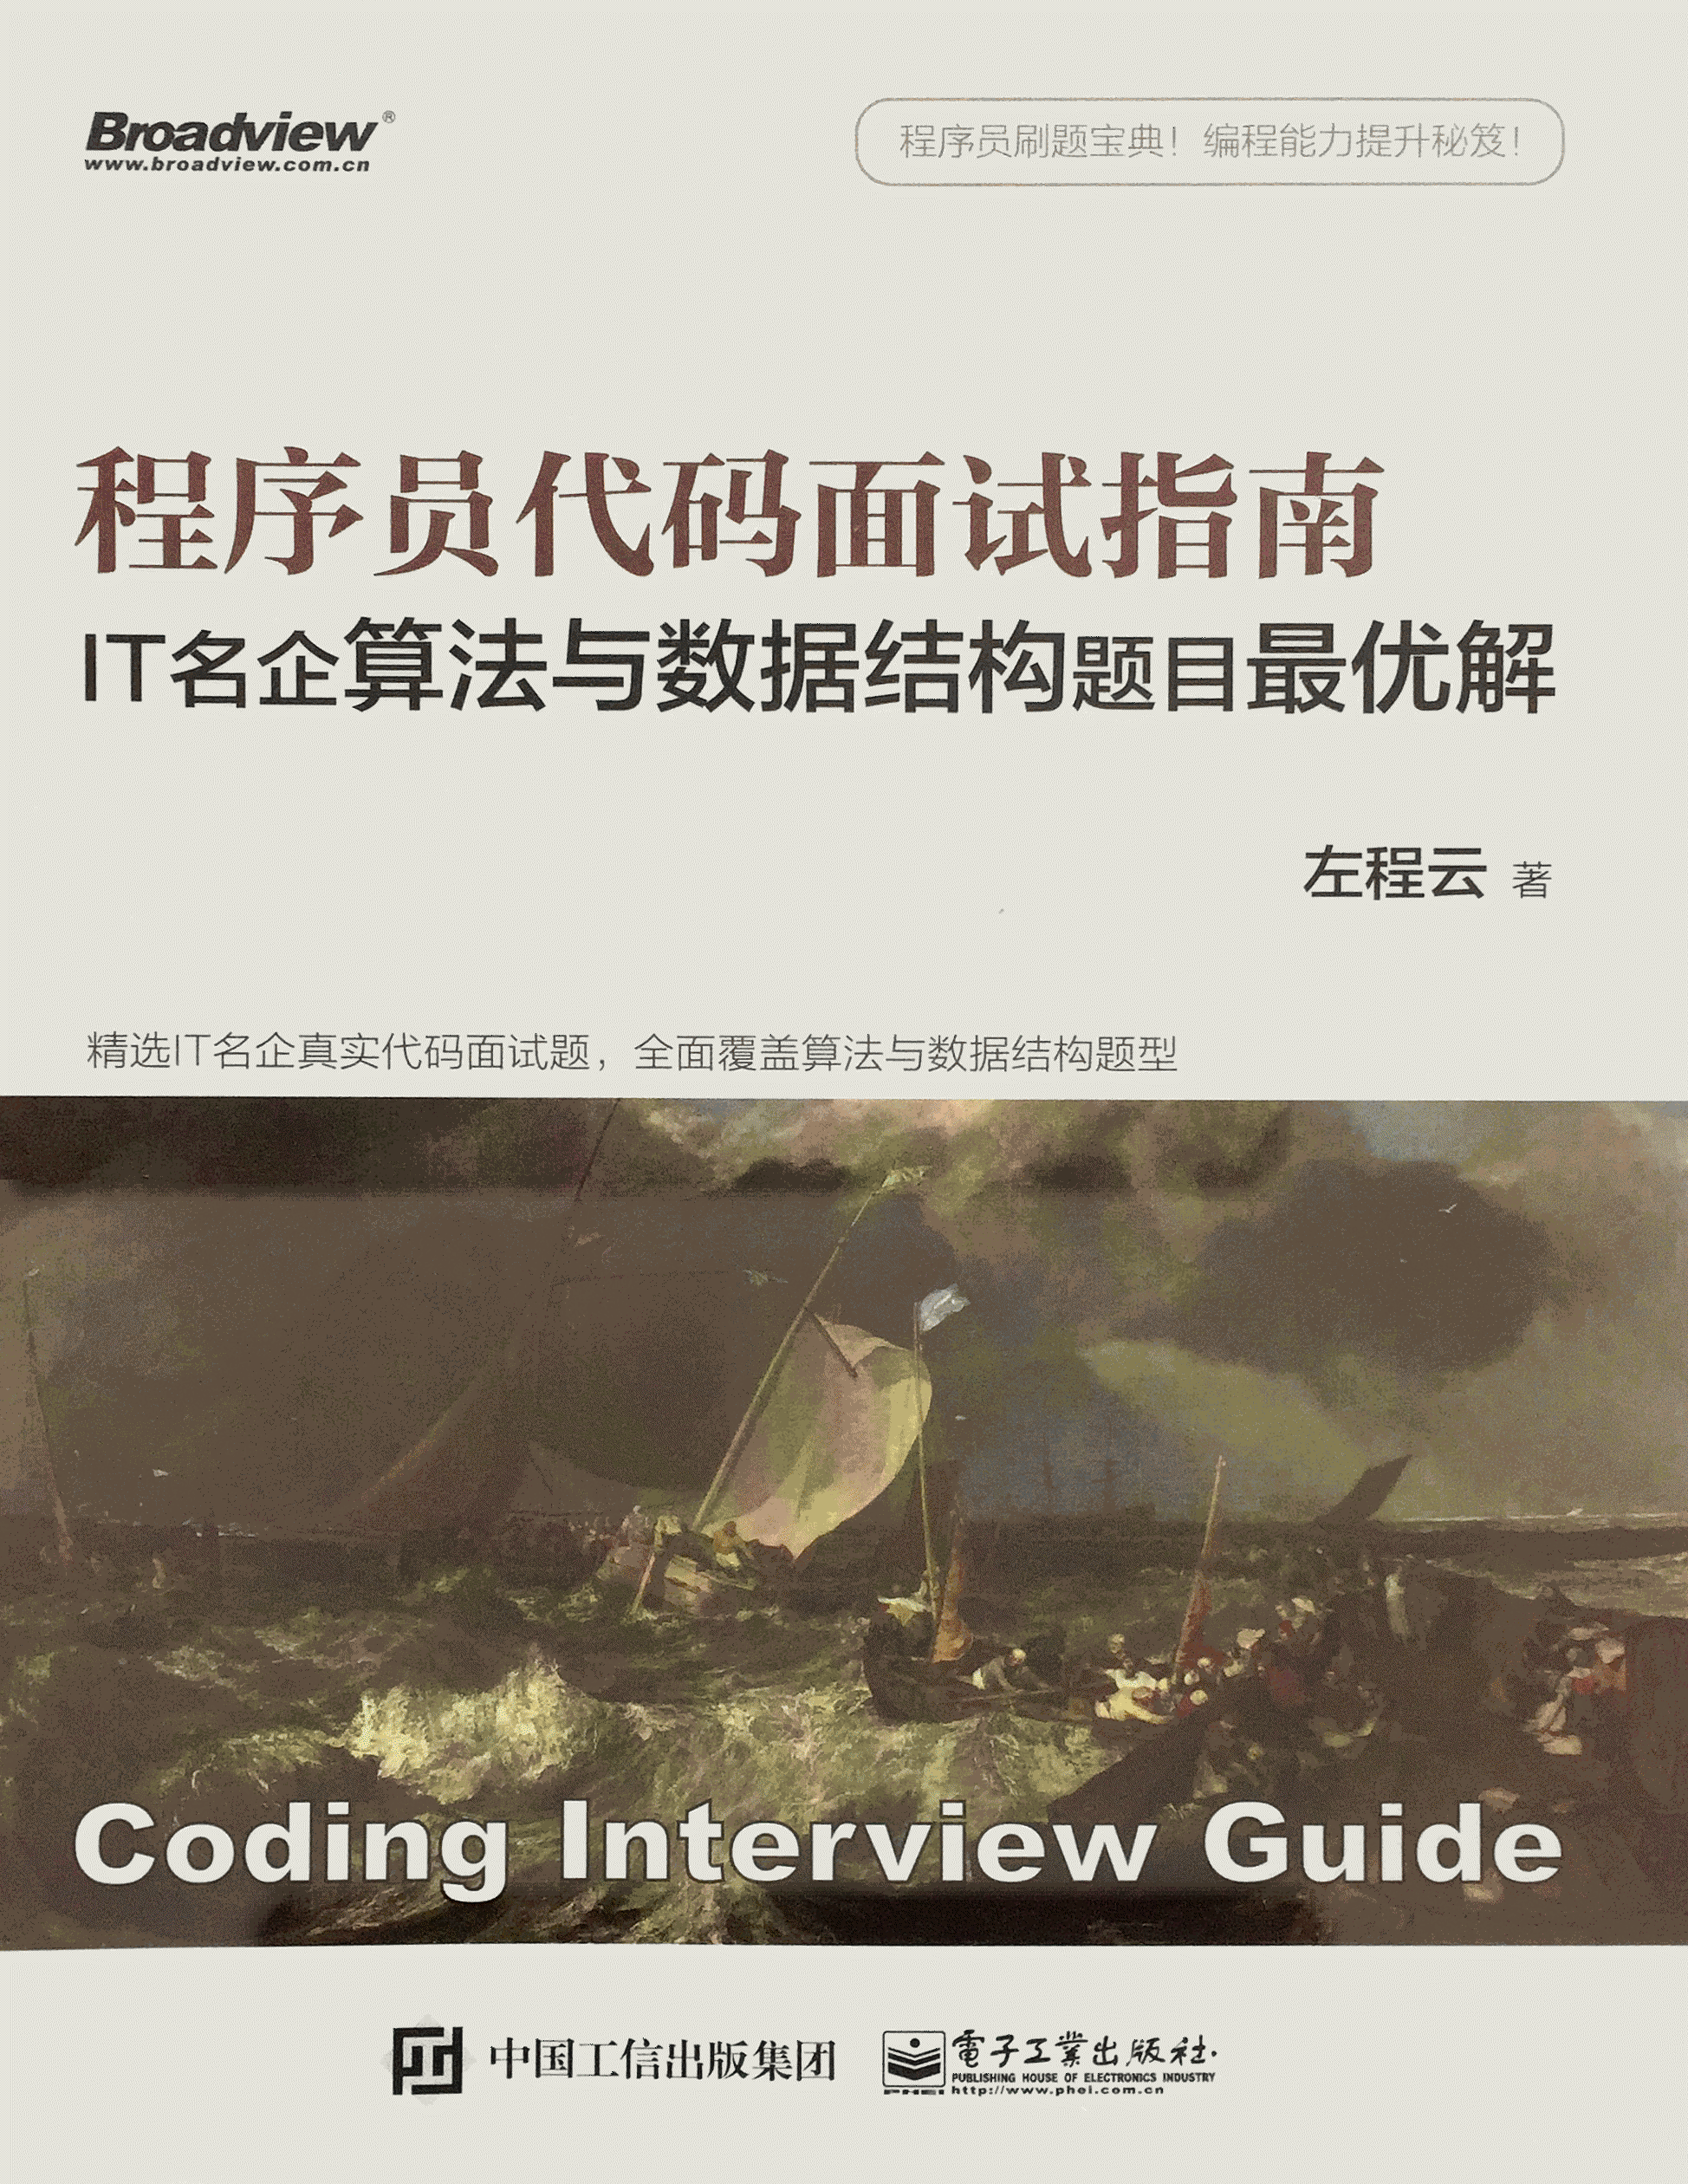 Broadview®
www.broadview.com.cn
程序员刷题宝典！编程能力提升秘笈！
程序员代码面试指南
IT名企算法与数据结构题目最优解
左程云 著
精选IT名企真实代码面试题，全面覆盖算法与数据结构题型
Coding Interview Guide
中国工信出版集团
電子工業出版社·
PUBLISHING HOUSE OF ELECTRONICS INDUSTRY
PHEI http://www.phei.com.cn